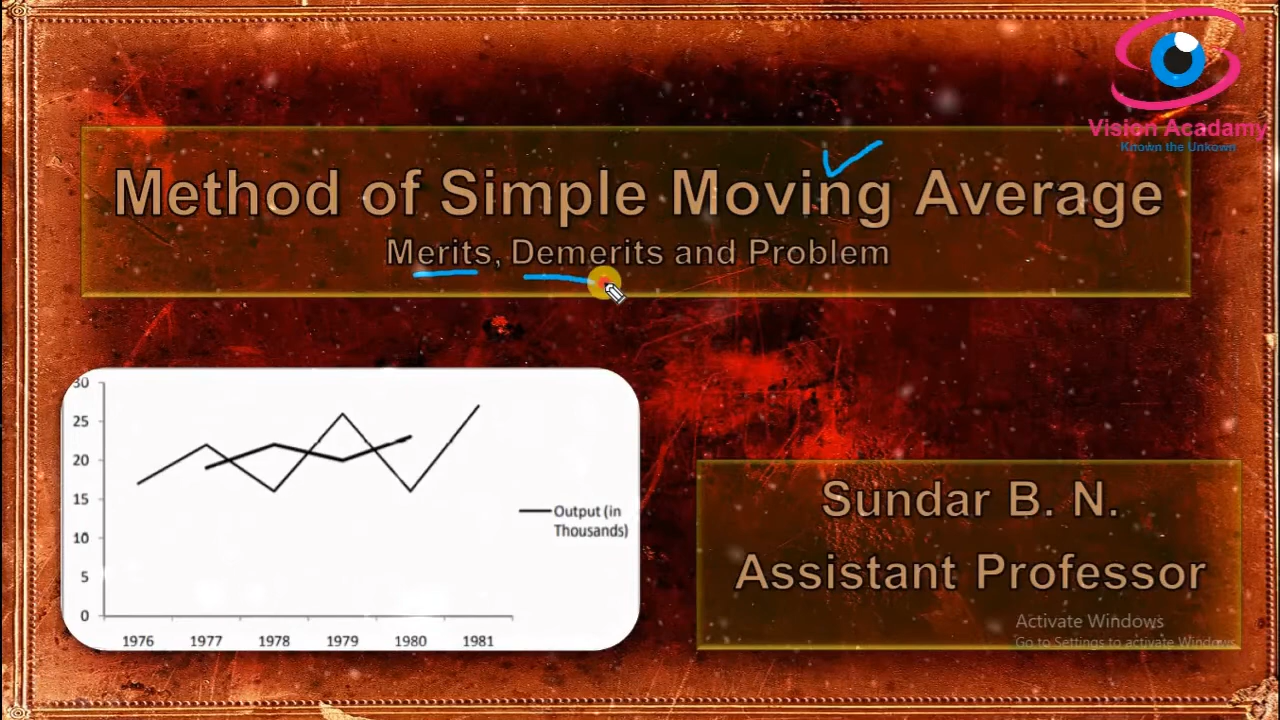 Vision Acadamy
Known the Unkown
Method of Simple Moving Average
Merits, Demerits and Problem
30
25
20
15
10
5
0
1976 1977 1978 1979 1980 1981
Output (in
Thousands)
Sundar B. N.
Assistant Professor
Activate Windows
Go to Settings to activate Windows.